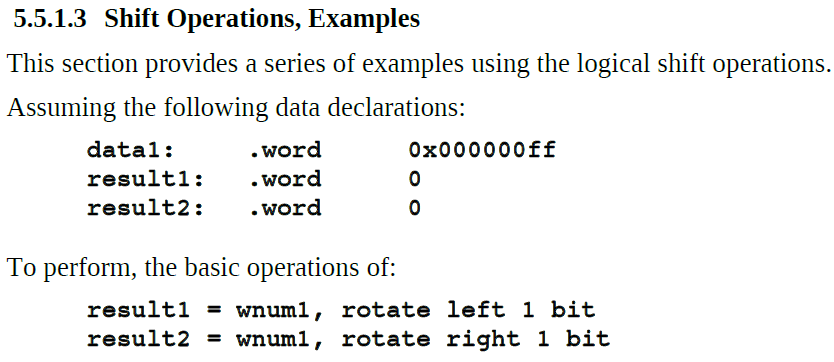 5.5.1.3 Shift Operations, Examples
This section provides a series of examples using the logical shift operations.
Assuming the following data declarations:
data1: .word 0x000000ff
result1: .word 0
result2: .word 0
To perform, the basic operations of:
result1 = wnum1, rotate left 1 bit
result2 = wnum1, rotate right 1 bit